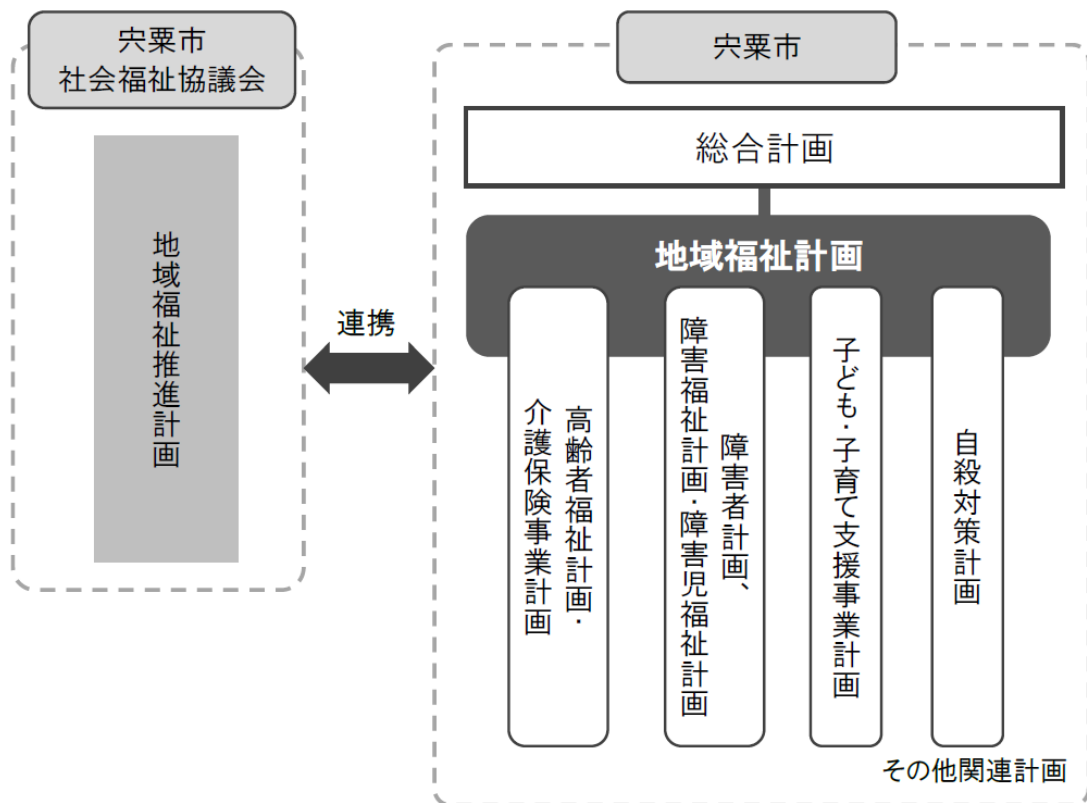 宍粟市
社会福祉協議会
地域福祉推進計画
連携
宍粟市
総合計画
地域福祉計画
高齢者福祉計画・
介護保険事業計画
障害者計画、
障害福祉計画・障害児福祉計画
子ども・子育て支援事業計画
自殺対策計画
その他関連計画